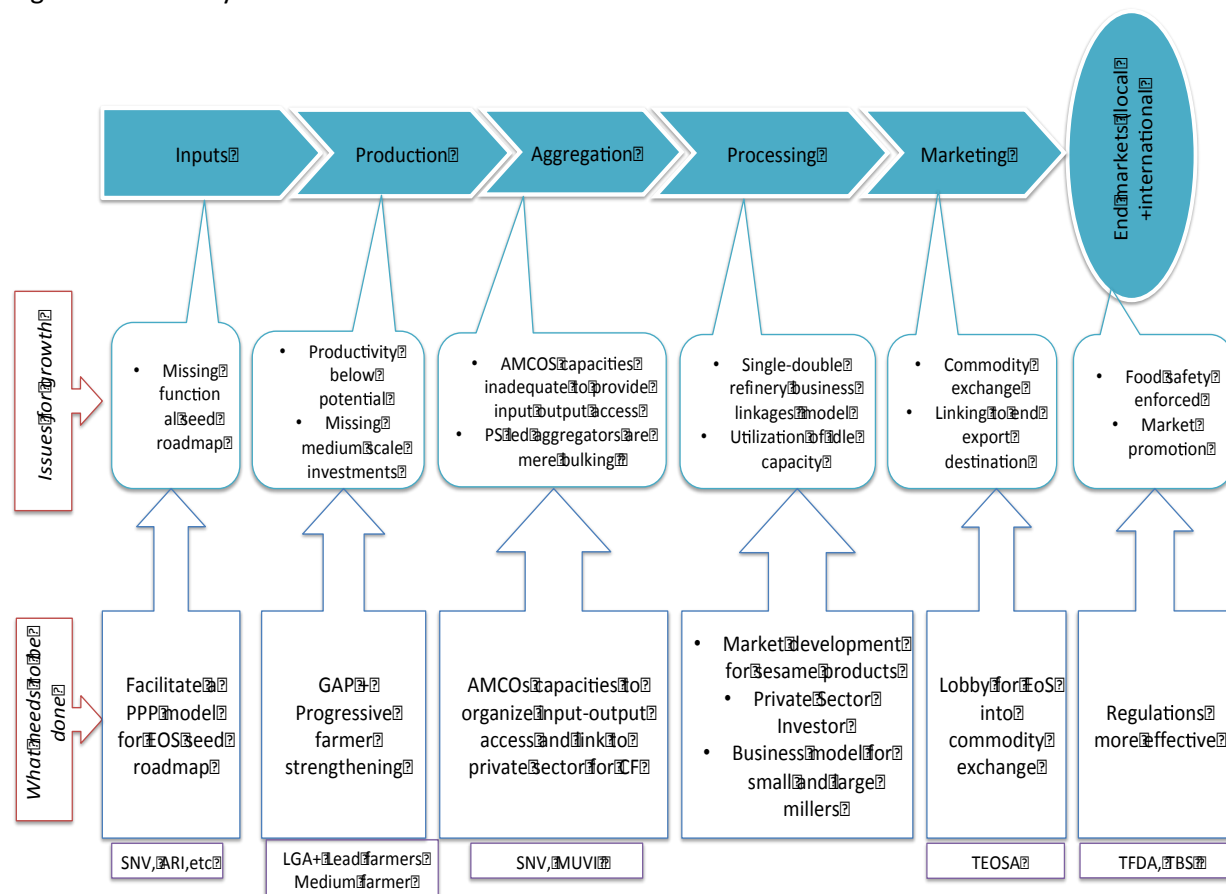 Inputs
Production
Aggregation
Processing
Marketing
End markets (local
+international
Issues for growth
• Missing
function
al seed
roadmap
• Productivity
below
potential
• Missing
medium scale
investments
• AMCOS capacities
inadequate to provide
input output access
• PS led aggregators are
mere bulking
• Single-double
refinery business
linkages model
• Utilization of idle
capacity
• Commodity
exchange
• Linking to end
export
destination
• Food safety
enforced
• Market
promotion
What needs to be
done
Facilitate a
PPP model
for EOS seed
roadmap
GAP +
Progressive
farmer
strengthening
AMCOs capacities to
organize input-output
access and link to
private sector for CF
• Market development
for sesame products
• Private Sector
Investor
• Business model for
small and large
millers
Lobby for EoS
into
commodity
exchange
Regulations
more effective
SNV, ARI,etc
LGA+ Lead farmers
Medium farmer
SNV, MUVI
TEOSA
TFDA, TBS